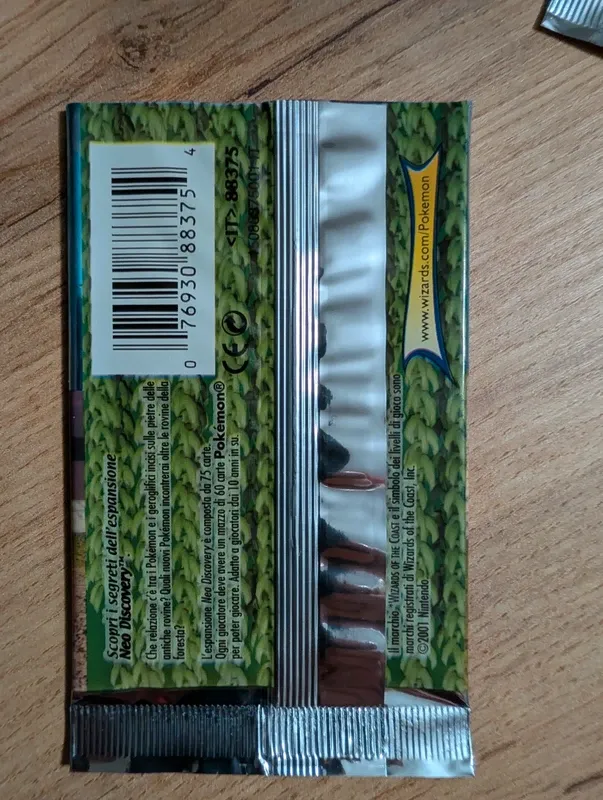 0 76930 88375 4
<IT> 88375
CE
Scopri i segreti dell'espansione
Neo Discovery™.
Che relazione c'è tra i Pokémon e i geroglifici incisi sulle pietre delle
antiche rovine? Quali nuovi Pokémon incontrerai oltre le rovine della
foresta?
L'espansione Neo Discovery è composta da 75 carte.
Ogni giocatore deve avere un mazzo di 60 carte Pokémon®
per poter giocare. Adatto a giocatori dai 10 anni in su.
www.wizards.com/Pokemon
Il marchio, WIZARDS OF THE COAST e il simbolo dei livelli di gioco sono
marchi registrati di Wizards of the Coast, Inc.
©2001 Nintendo